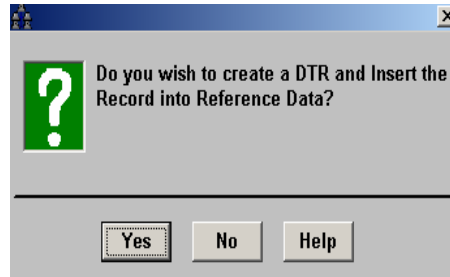 Do you wish to create a DTR and Insert the
Record into Reference Data?
Yes No Help